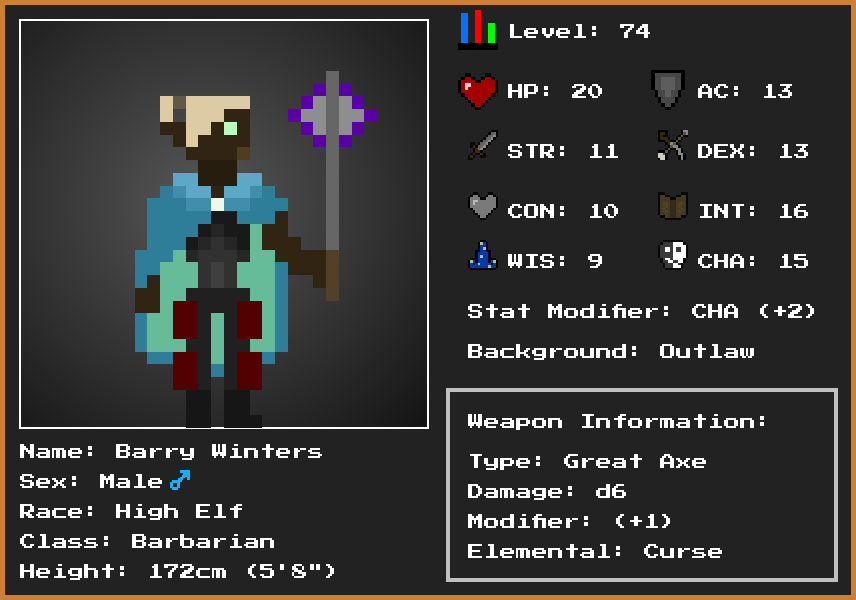 Level: 74
HP: 20
AC: 13
STR: 11
DEX: 13
CON: 10
INT: 16
WIS: 9
CHA: 15
Stat Modifier: CHA (+2)
Background: Outlaw
Weapon Information:
Type: Great Axe
Damage: d6
Modifier: (+1)
Elemental: Curse
Name: Barry Winters
Sex: Male♂
Race: High Elf
Class: Barbarian
Height: 172cm (5'8")